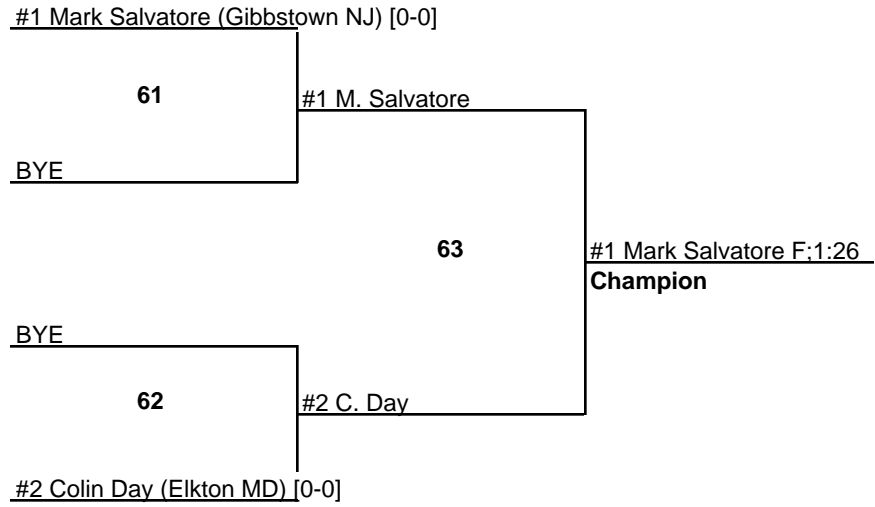 #1 Mark Salvatore (Gibbstown NJ) [0-0]
61
#1 M. Salvatore
BYE
63
#1 Mark Salvatore F;1:26
Champion
BYE
62
#2 C. Day
#2 Colin Day (Elkton MD) [0-0]